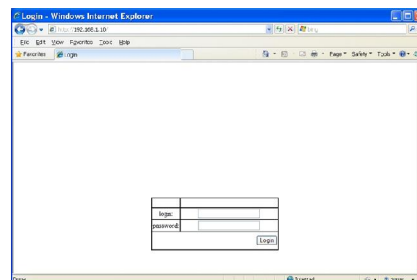 Login - Windows Internet Explorer
http://192.168.1.10/
Bing
File Edit View Favorites Tools Help
Favorites Login
Page Safety Tools
login:
password:
Login